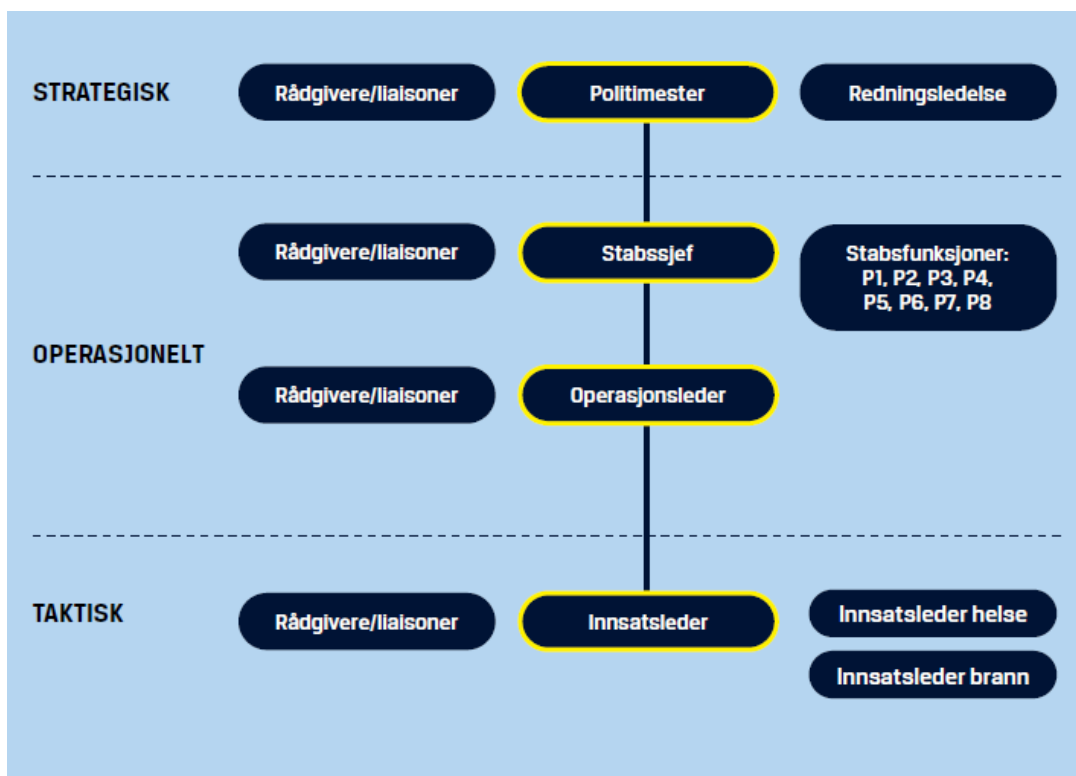 STRATEGISK
Rådgivere/liaisoner
Politimester
Redningsledelse
Rådgivere/liaisoner
Stabssjef
Stabsfunksjoner:
P1, P2, P3, P4,
P5, P6, P7, P8
OPERASJONELT
Rådgivere/liaisoner
Operasjonsleder
TAKTISK
Rådgivere/liaisoner
Innsatsleder
Innsatsleder helse
Innsatsleder brann